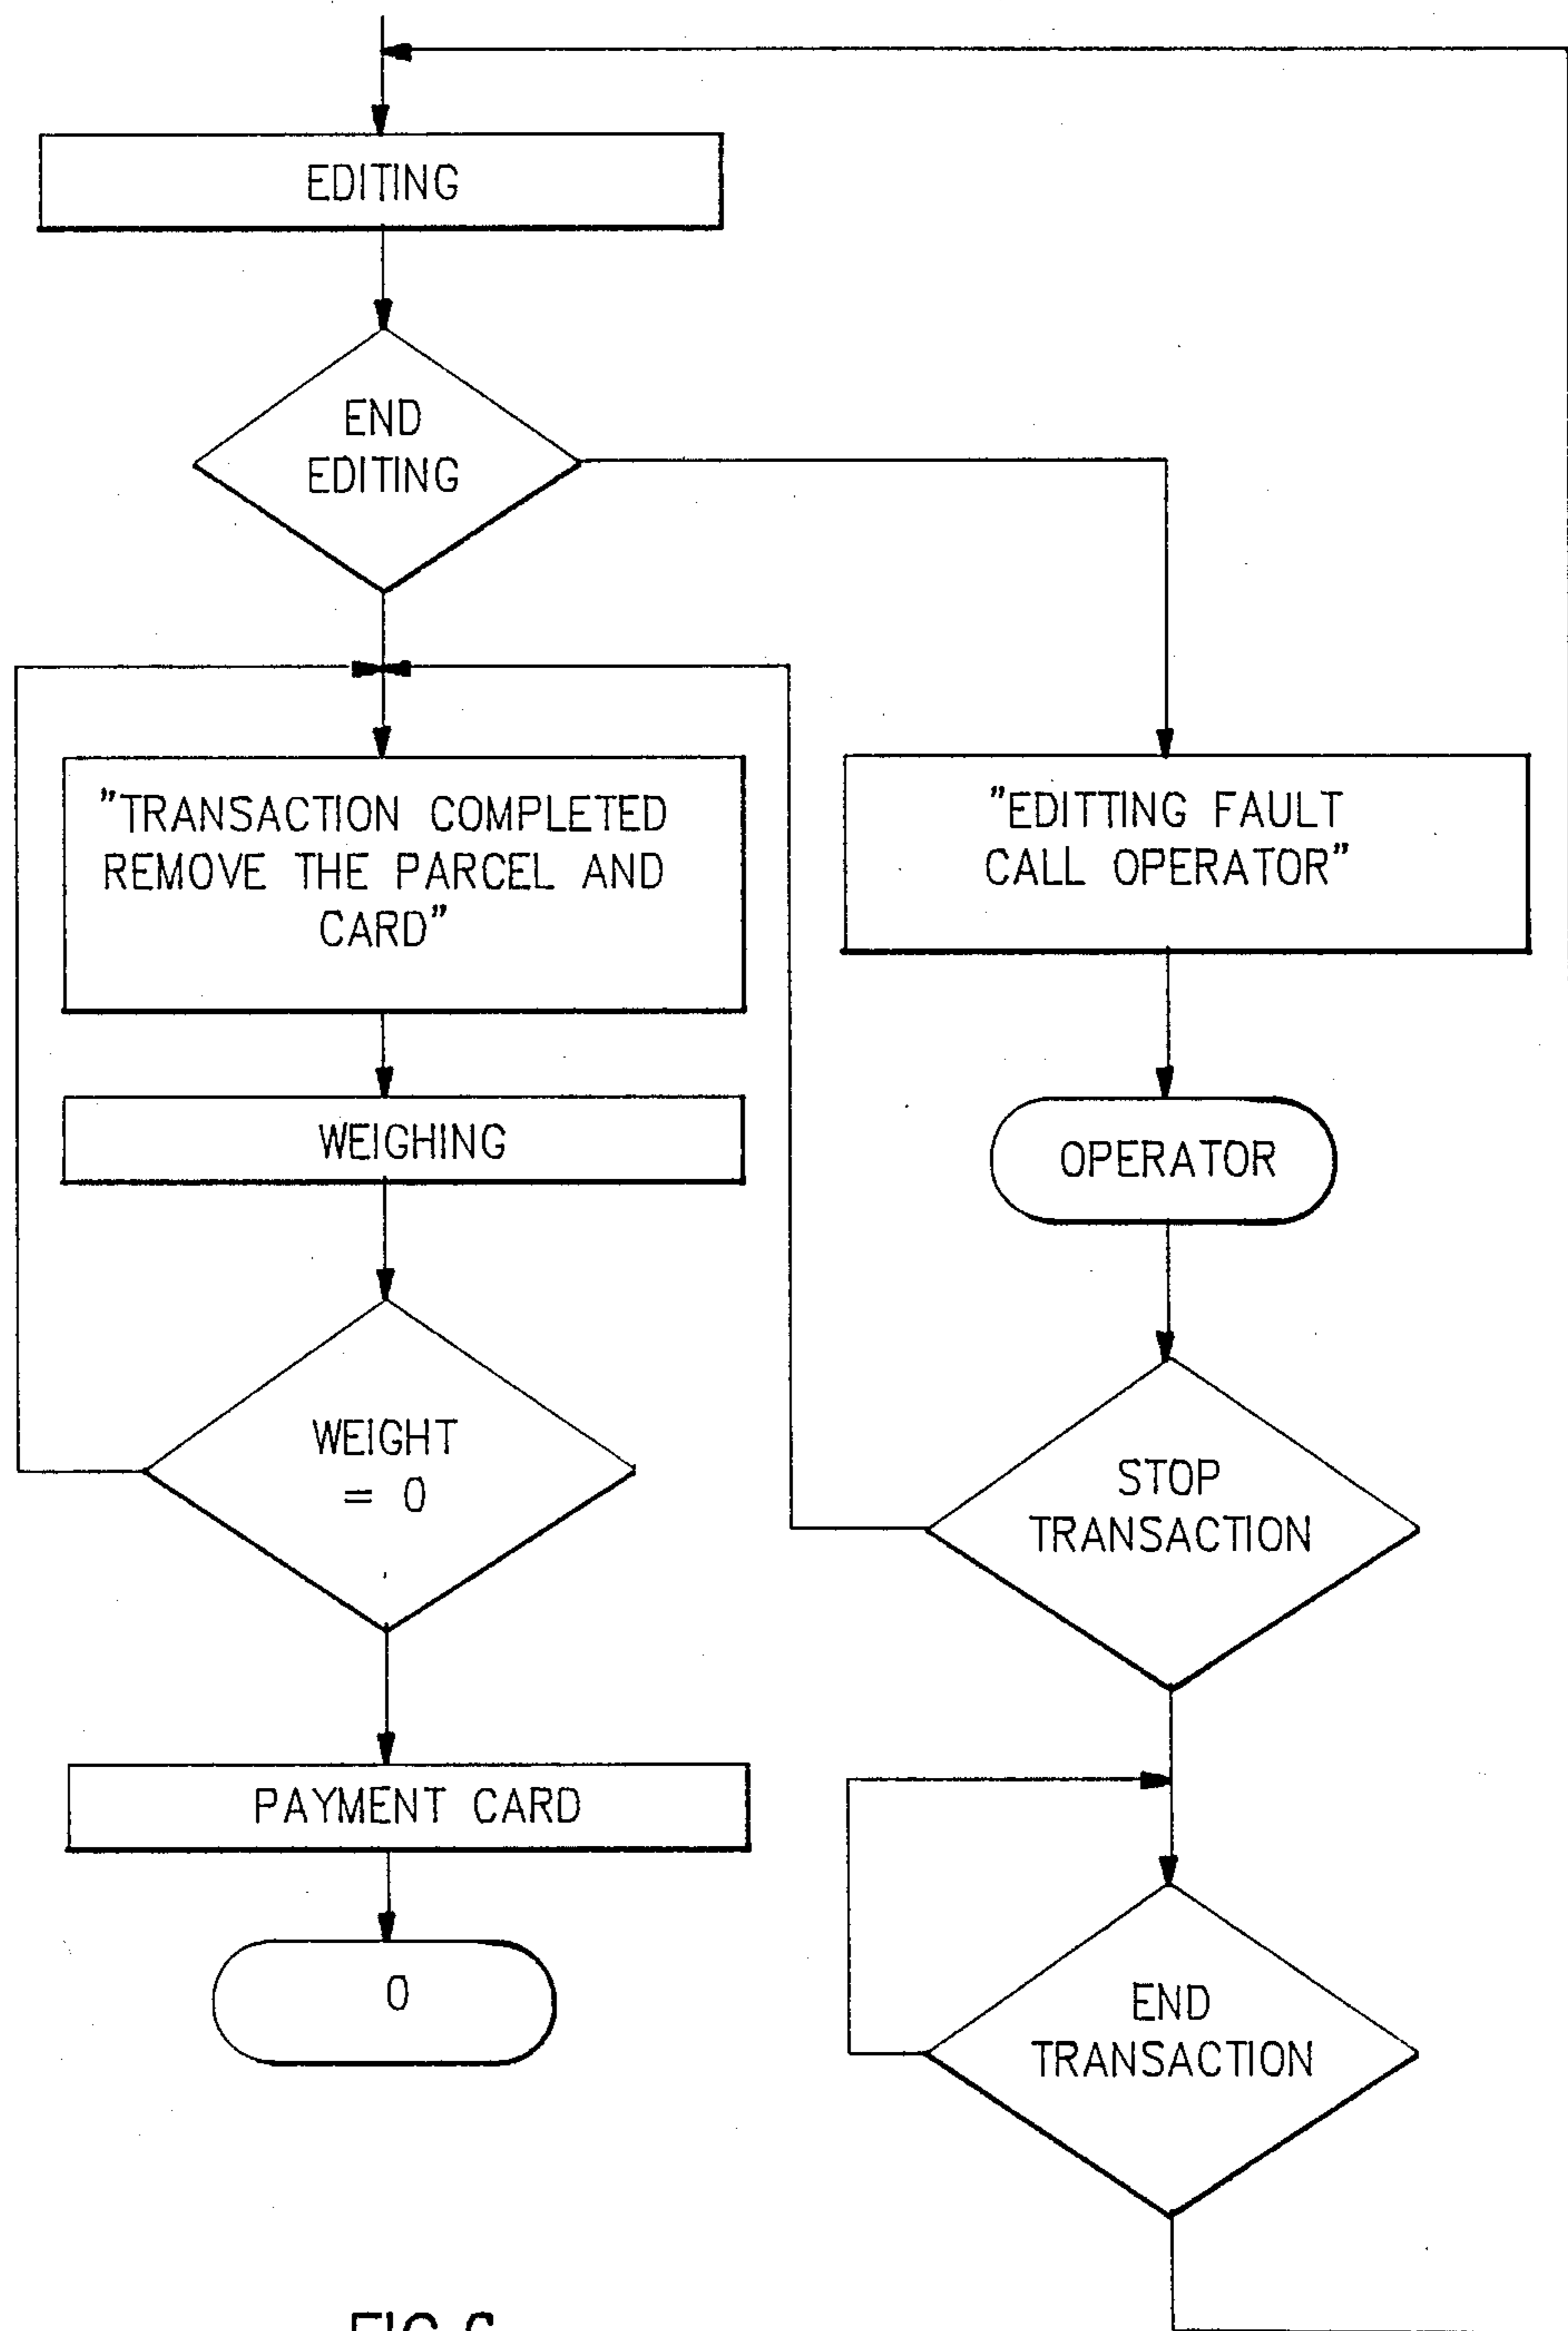 EDITING
END
EDITING
"TRANSACTION COMPLETED
REMOVE THE PARCEL AND
CARD"
"EDITTING FAULT
CALL OPERATOR"
WEIGHING
OPERATOR
WEIGHT
= 0
STOP
TRANSACTION
PAYMENT CARD
0
END
TRANSACTION